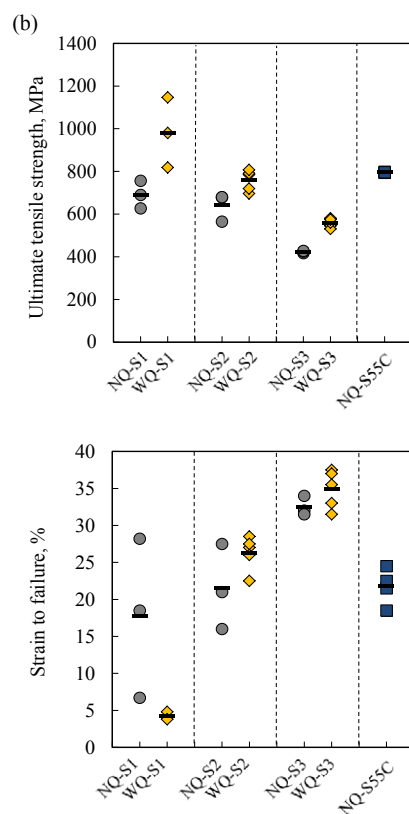 (b)
Ultimate tensile strength, MPa
1400
1200
1000
800
600
400
200
0
NQ-S1
WQ-S1
NQ-S2
WQ-S2
NQ-S3
WQ-S3
NQ-S55C
Strain to failure, %
40
35
30
25
20
15
10
5
0
NQ-S1
WQ-S1
NQ-S2
WQ-S2
NQ-S3
WQ-S3
NQ-S55C